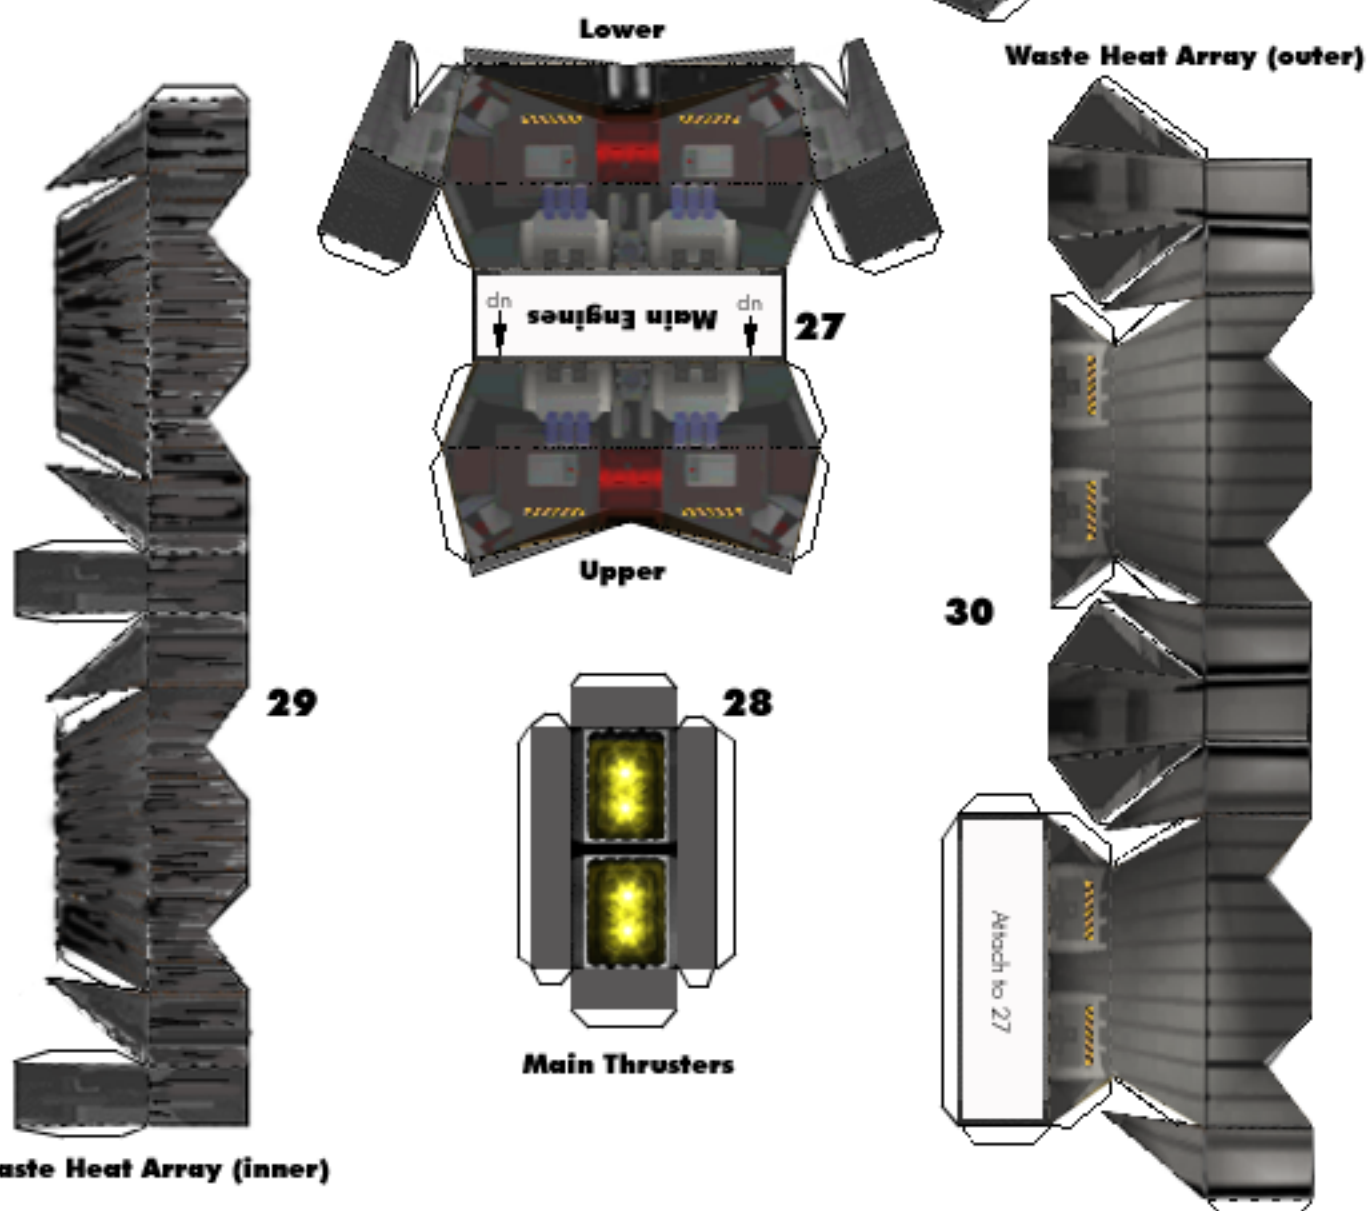 Lower
Waste Heat Array (outer)
up
Main Engines
up
27
Upper
30
29
28
Attach to 27
Main Thrusters
aste Heat Array (inner)